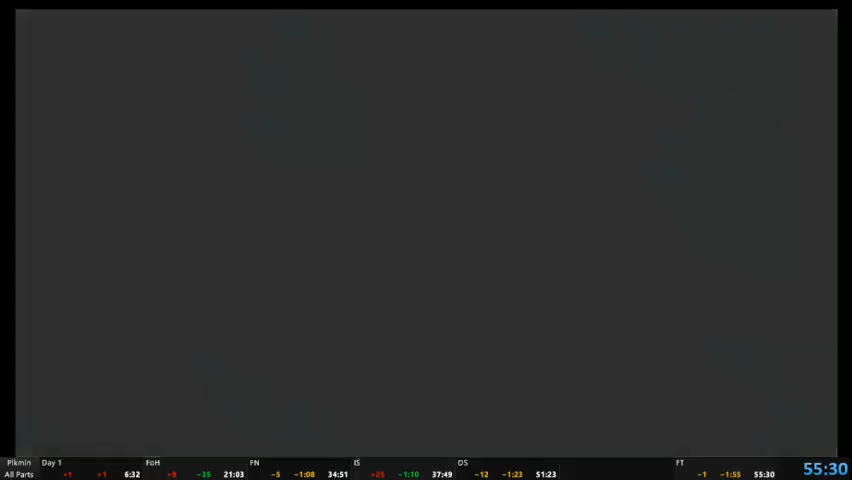 Pikmin Day 1 FoH FN IS DS FT
All Parts +1 +1 6:32 +9 -35 21:03 -5 -1:08 34:51 +25 -1:10 37:49 -12 -1:23 51:23 -1 -1:55 55:30 55:30